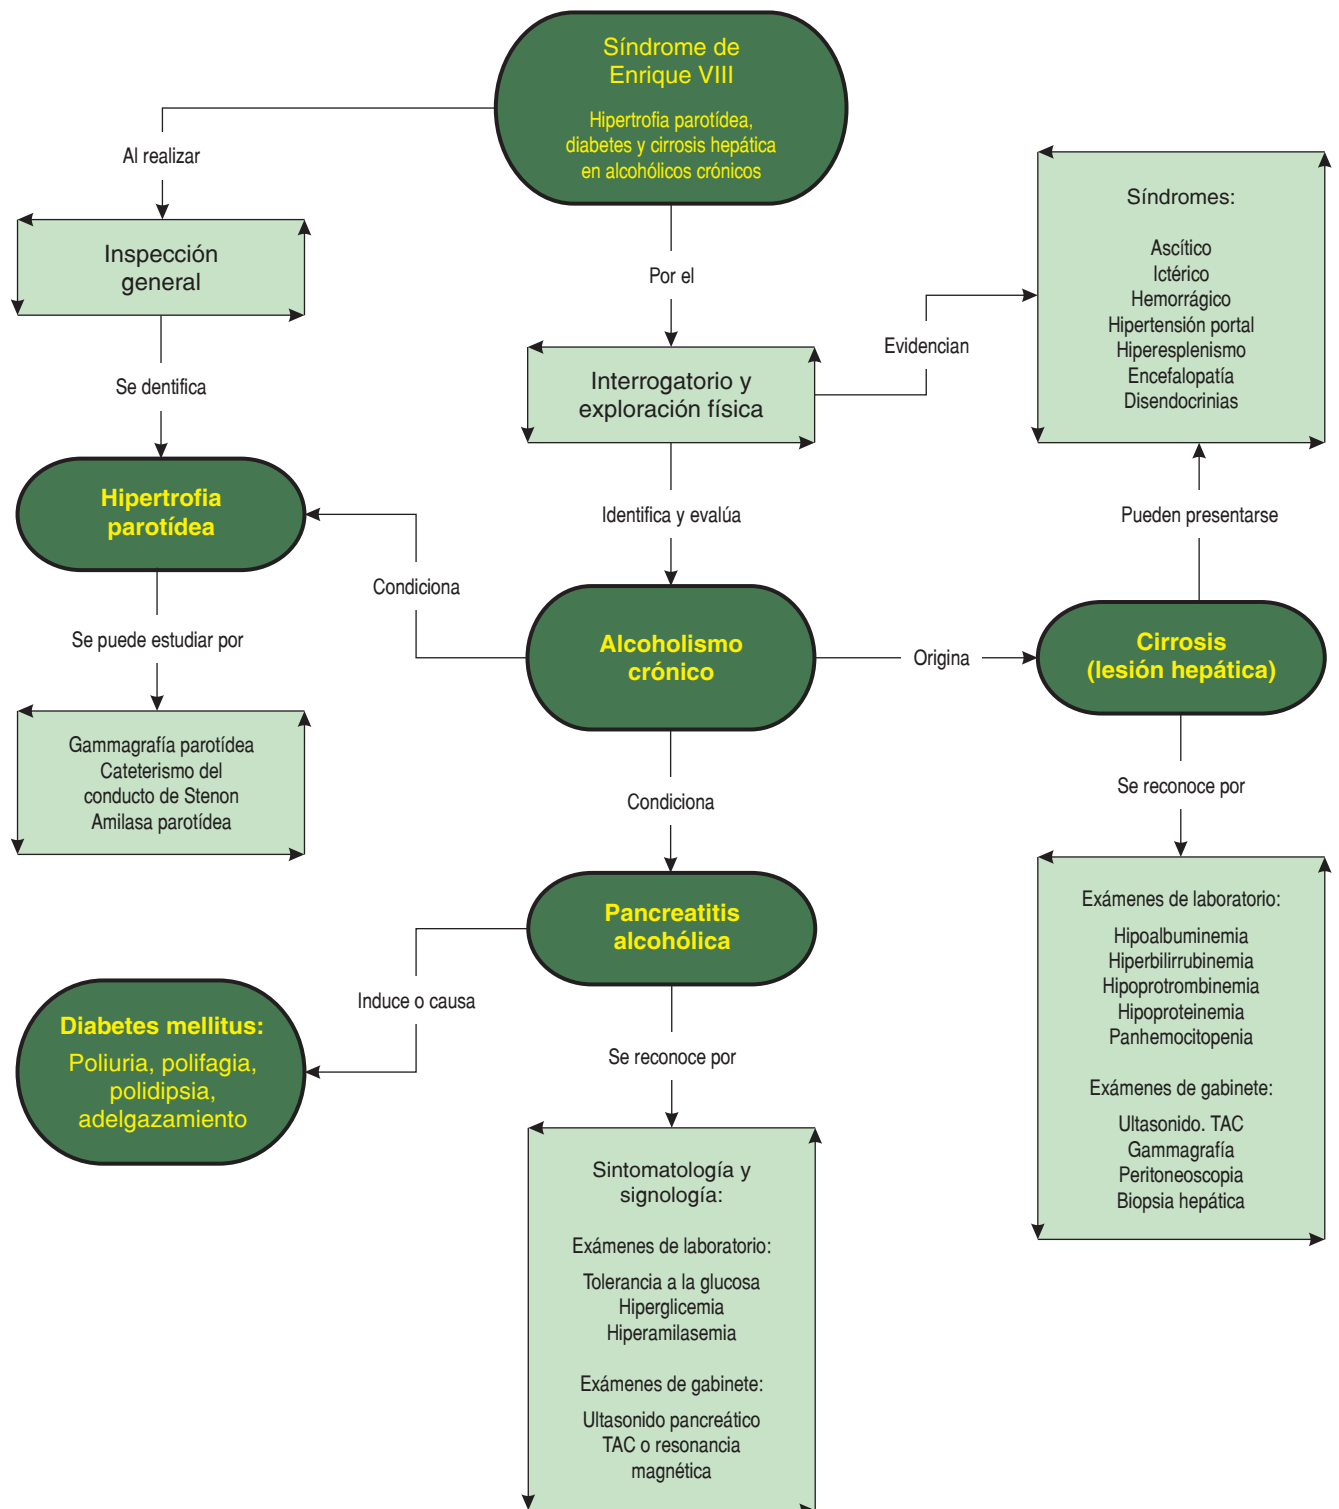 Síndrome de
Enrique VIII
Hipertrofia parotídea,
diabetes y cirrosis hepática
en alcohólicos crónicos
Al realizar
Inspección
general
Se dentifica
Hipertrofia
parotídea
Se puede estudiar por
Gammagrafía parotídea
Cateterismo del
conducto de Stenon
Amilasa parotídea
Por el
Interrogatorio y
exploración física
Evidencian
Síndromes:
Ascítico
Ictérico
Hemorrágico
Hipertensión portal
Hiperesplenismo
Encefalopatía
Disendocrinias
Identifica y evalúa
Pueden presentarse
Condiciona
Alcoholismo
crónico
Origina
Cirrosis
(lesión hepática)
Se reconoce por
Exámenes de laboratorio:
Hipoalbuminemia
Hiperbilirrubinemia
Hipoprotrombinemia
Hipoproteinemia
Panhemocitopenia
Exámenes de gabinete:
Ultrasonido. TAC
Gammagrafía
Peritoneoscopia
Biopsia hepática
Condiciona
Pancreatitis
alcohólica
Induce o causa
Diabetes mellitus:
Poliuria, polifagia,
polidipsia,
adelgazamiento
Se reconoce por
Sintomatología y
signología:
Exámenes de laboratorio:
Tolerancia a la glucosa
Hiperglicemia
Hiperamilasemia
Exámenes de gabinete:
Ultasonido pancreático
TAC o resonancia
magnética